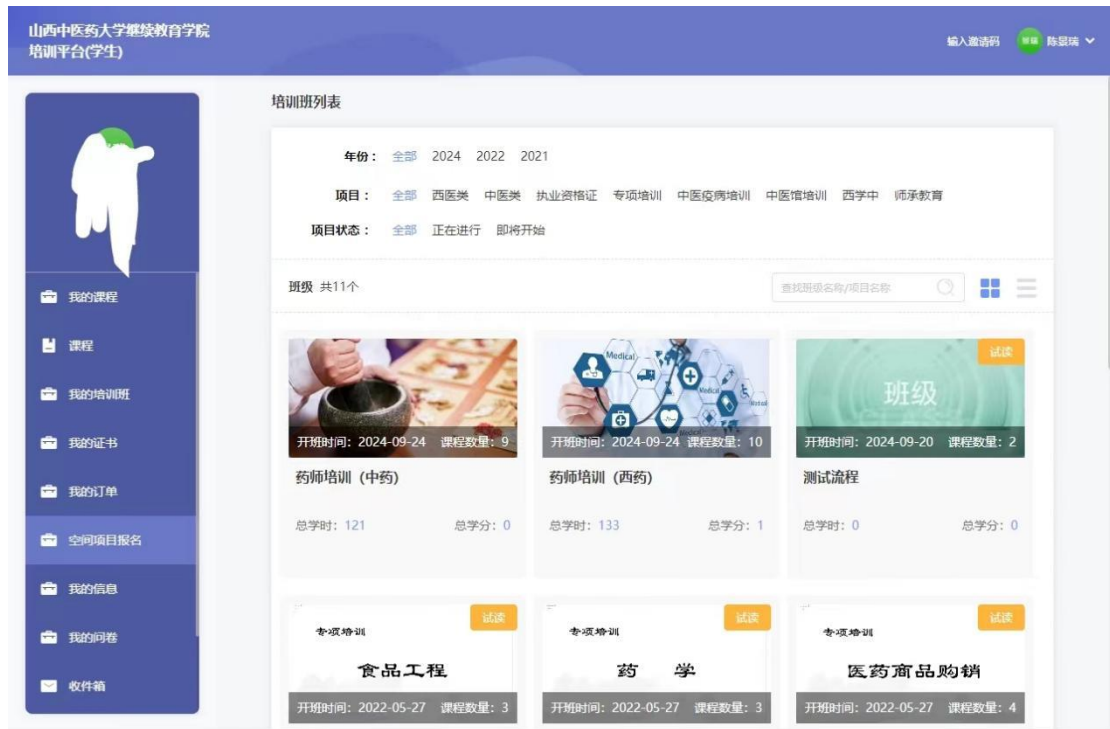 山西中医药大学继续教育学院
培训平台(学生)
输入邀请码
陈景瑞
我的课程
课程
我的培训班
我的证书
我的订单
空间项目报名
我的信息
我的问卷
收件箱
培训班列表
年份： 全部 2024 2022 2021
项目： 全部 西医类 中医类 执业资格证 专项培训 中医疫病培训 中医馆培训 西学中 师承教育
项目状态： 全部 正在进行 即将开始
班级 共11个
查找班级名称/项目名称
开班时间：2024-09-24 课程数量：9
药师培训（中药）
总学时：121 总学分：0
Medical
Medical
开班时间：2024-09-24 课程数量：10
药师培训（西药）
总学时：133 总学分：1
试读
班级
开班时间：2024-09-20 课程数量：2
测试流程
总学时：0 总学分：0
试读
专项培训
食品工程
开班时间：2022-05-27 课程数量：3
试读
专项培训
药 学
开班时间：2022-05-27 课程数量：3
试读
专项培训
医药商品购销
开班时间：2022-05-27 课程数量：4